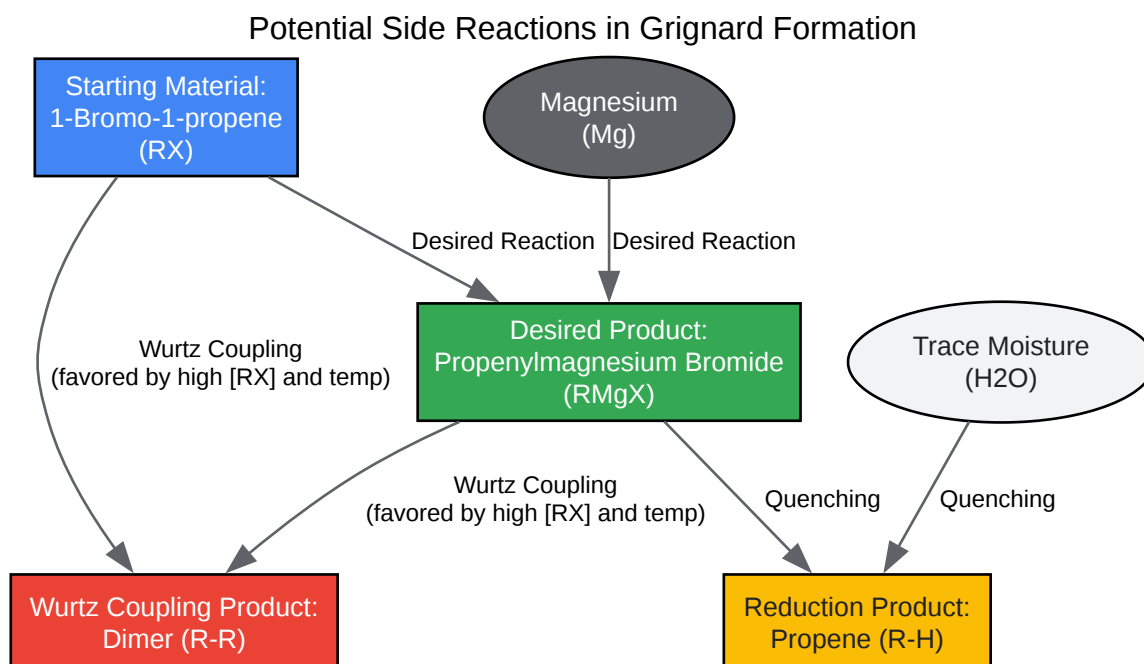 Potential Side Reactions in Grignard Formation
Starting Material:
1-Bromo-1-propene
(RX)
Magnesium
(Mg)
Desired Reaction
Desired Reaction
Wurtz Coupling
(favored by high [RX] and temp)
Desired Product:
Propenylmagnesium Bromide
(RMgX)
Trace Moisture
(H2O)
Wurtz Coupling
(favored by high [RX] and temp)
Quenching
Quenching
Wurtz Coupling Product:
Dimer (R-R)
Reduction Product:
Propene (R-H)